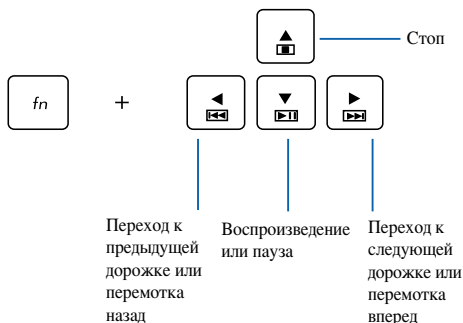 Стоп
fn +
Переход к
предыдущей
дорожке или
перемотка
назад
Воспроизведение
или пауза
Переход к
следующей
дорожке или
перемотка
вперед